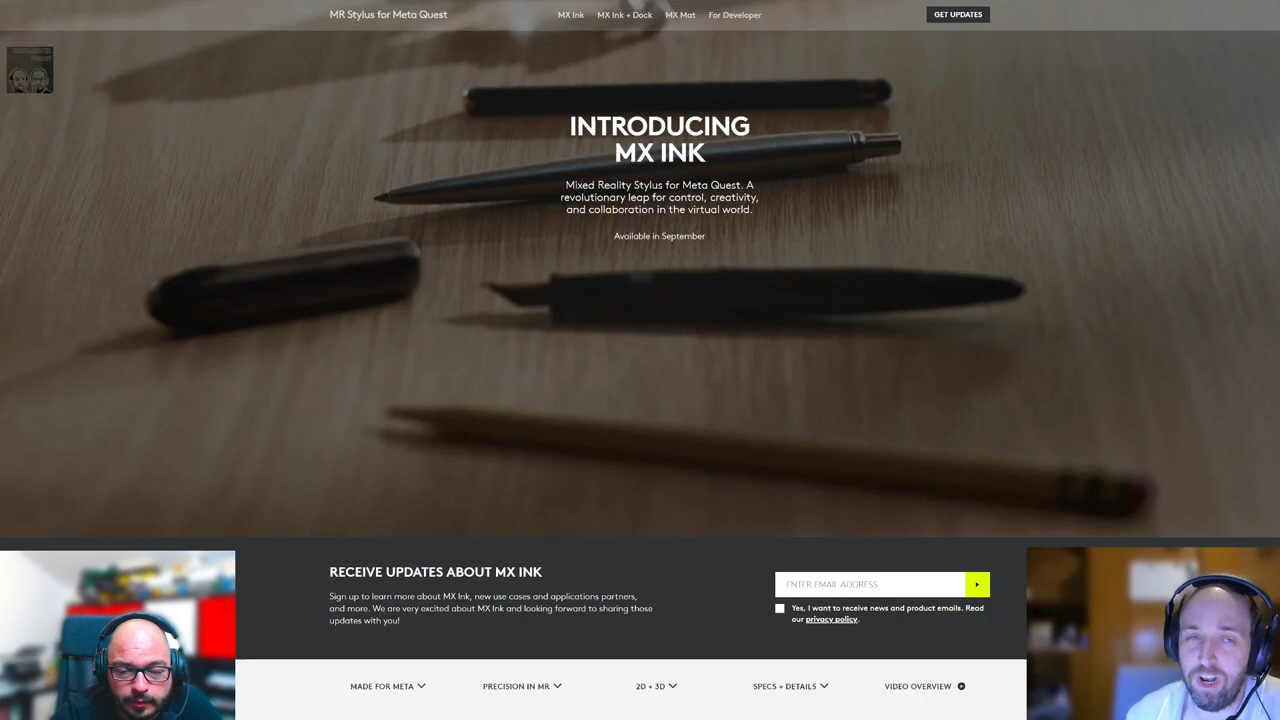 MR Stylus for Meta Quest
MX Ink
MX Ink + Dock
MX Mat
For Developer
GET UPDATES
INTRODUCING
MX INK
Mixed Reality Stylus for Meta Quest. A
revolutionary leap for control, creativity,
and collaboration in the virtual world.
Available in September
RECEIVE UPDATES ABOUT MX INK
Sign up to learn more about MX Ink, new use cases and applications partners,
and more. We are very excited about MX Ink and looking forward to sharing those
updates with you!
ENTER EMAIL ADDRESS
Yes, I want to receive news and product emails. Read
our privacy policy.
MADE FOR META
PRECISION IN MR
2D + 3D
SPECS + DETAILS
VIDEO OVERVIEW